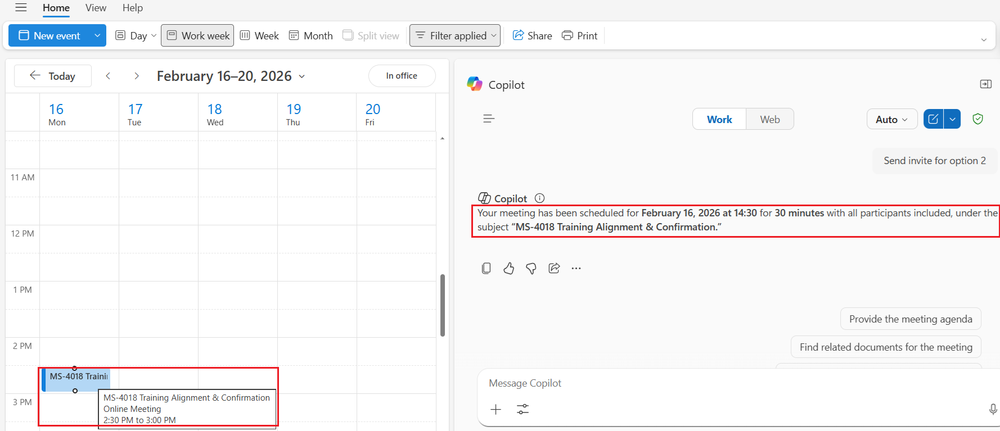 Home View Help
New event Day Work week Week Month Split view Filter applied Share Print
Today February 16–20, 2026 In office
16 17 18 19 20
Mon Tue Wed Thu Fri
11 AM
12 PM
1 PM
2 PM
MS-4018 Traini
3 PM
MS-4018 Training Alignment & Confirmation
Online Meeting
2:30 PM to 3:00 PM
Copilot
Work Web Auto
Send invite for option 2
Copilot
Your meeting has been scheduled for February 16, 2026 at 14:30 for 30 minutes with all participants included, under the
subject “MS-4018 Training Alignment & Confirmation.”
Provide the meeting agenda
Find related documents for the meeting
Message Copilot